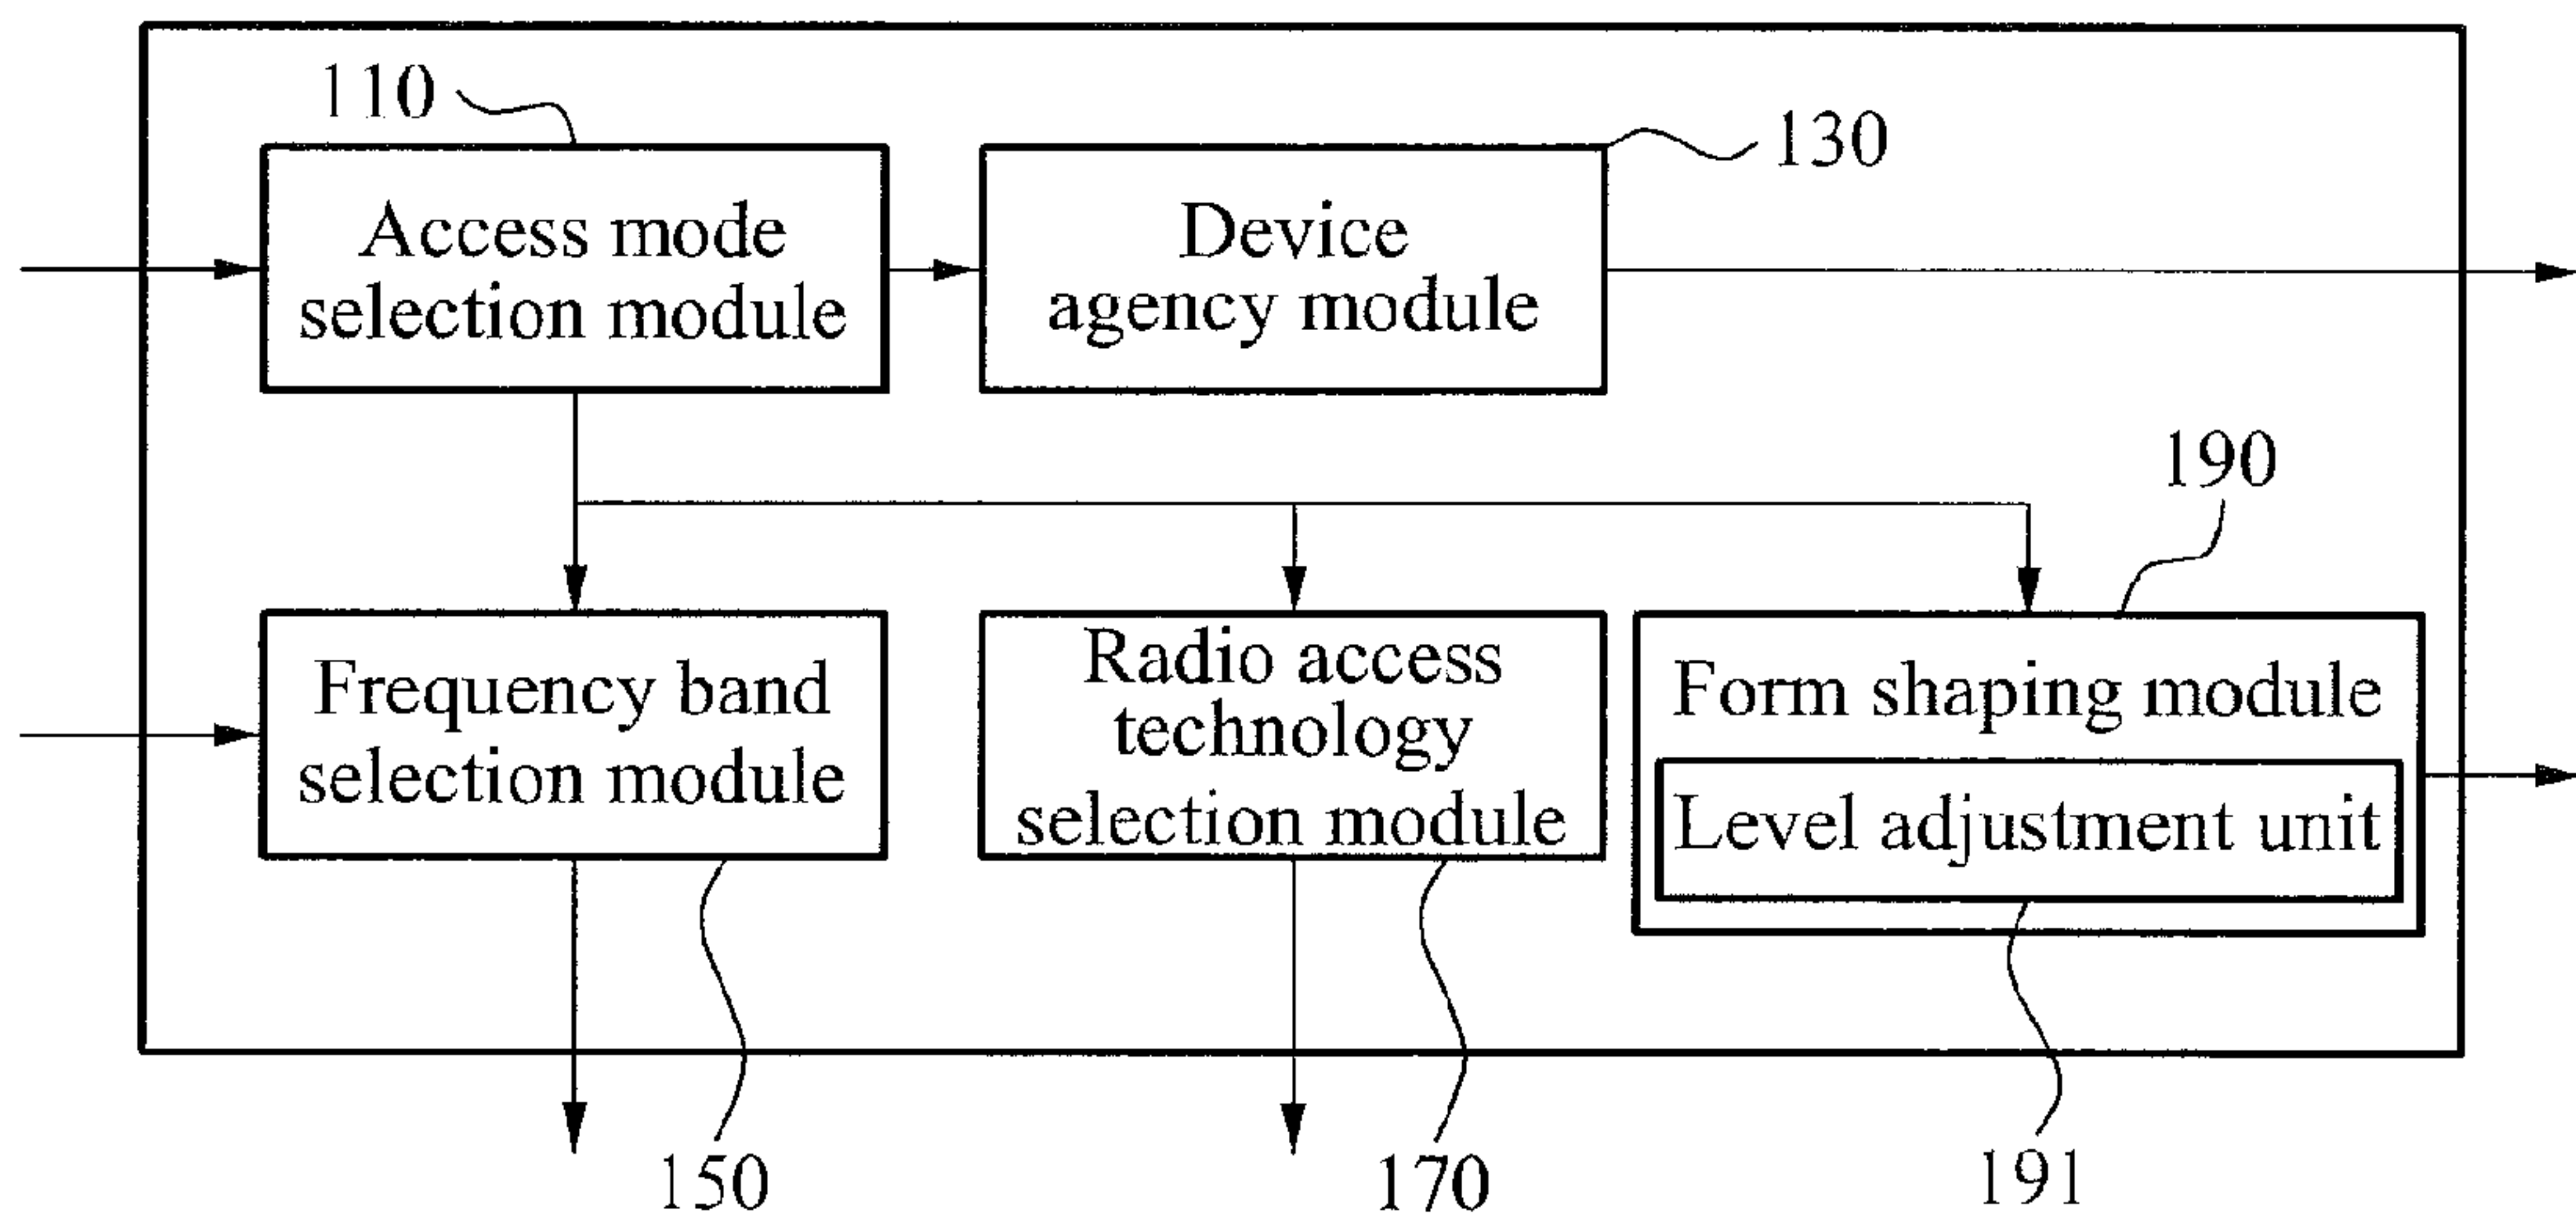 110
130
Access mode
selection module
Device
agency module
190
Frequency band
selection module
Radio access
technology
selection module
Form shaping module
Level adjustment unit
150
170
191